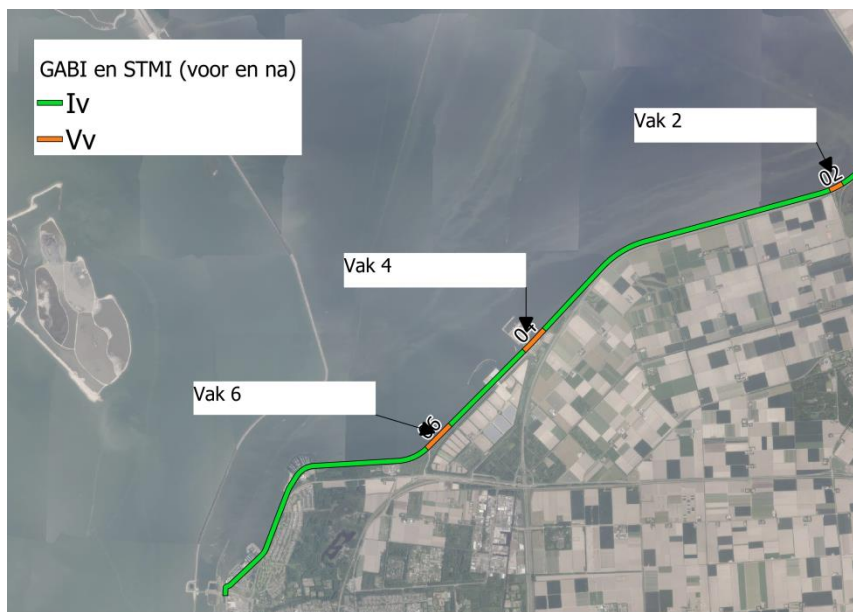 GABI en STMI (voor en na)
Iv
Vv
Vak 2
02
Vak 4
04
Vak 6
06